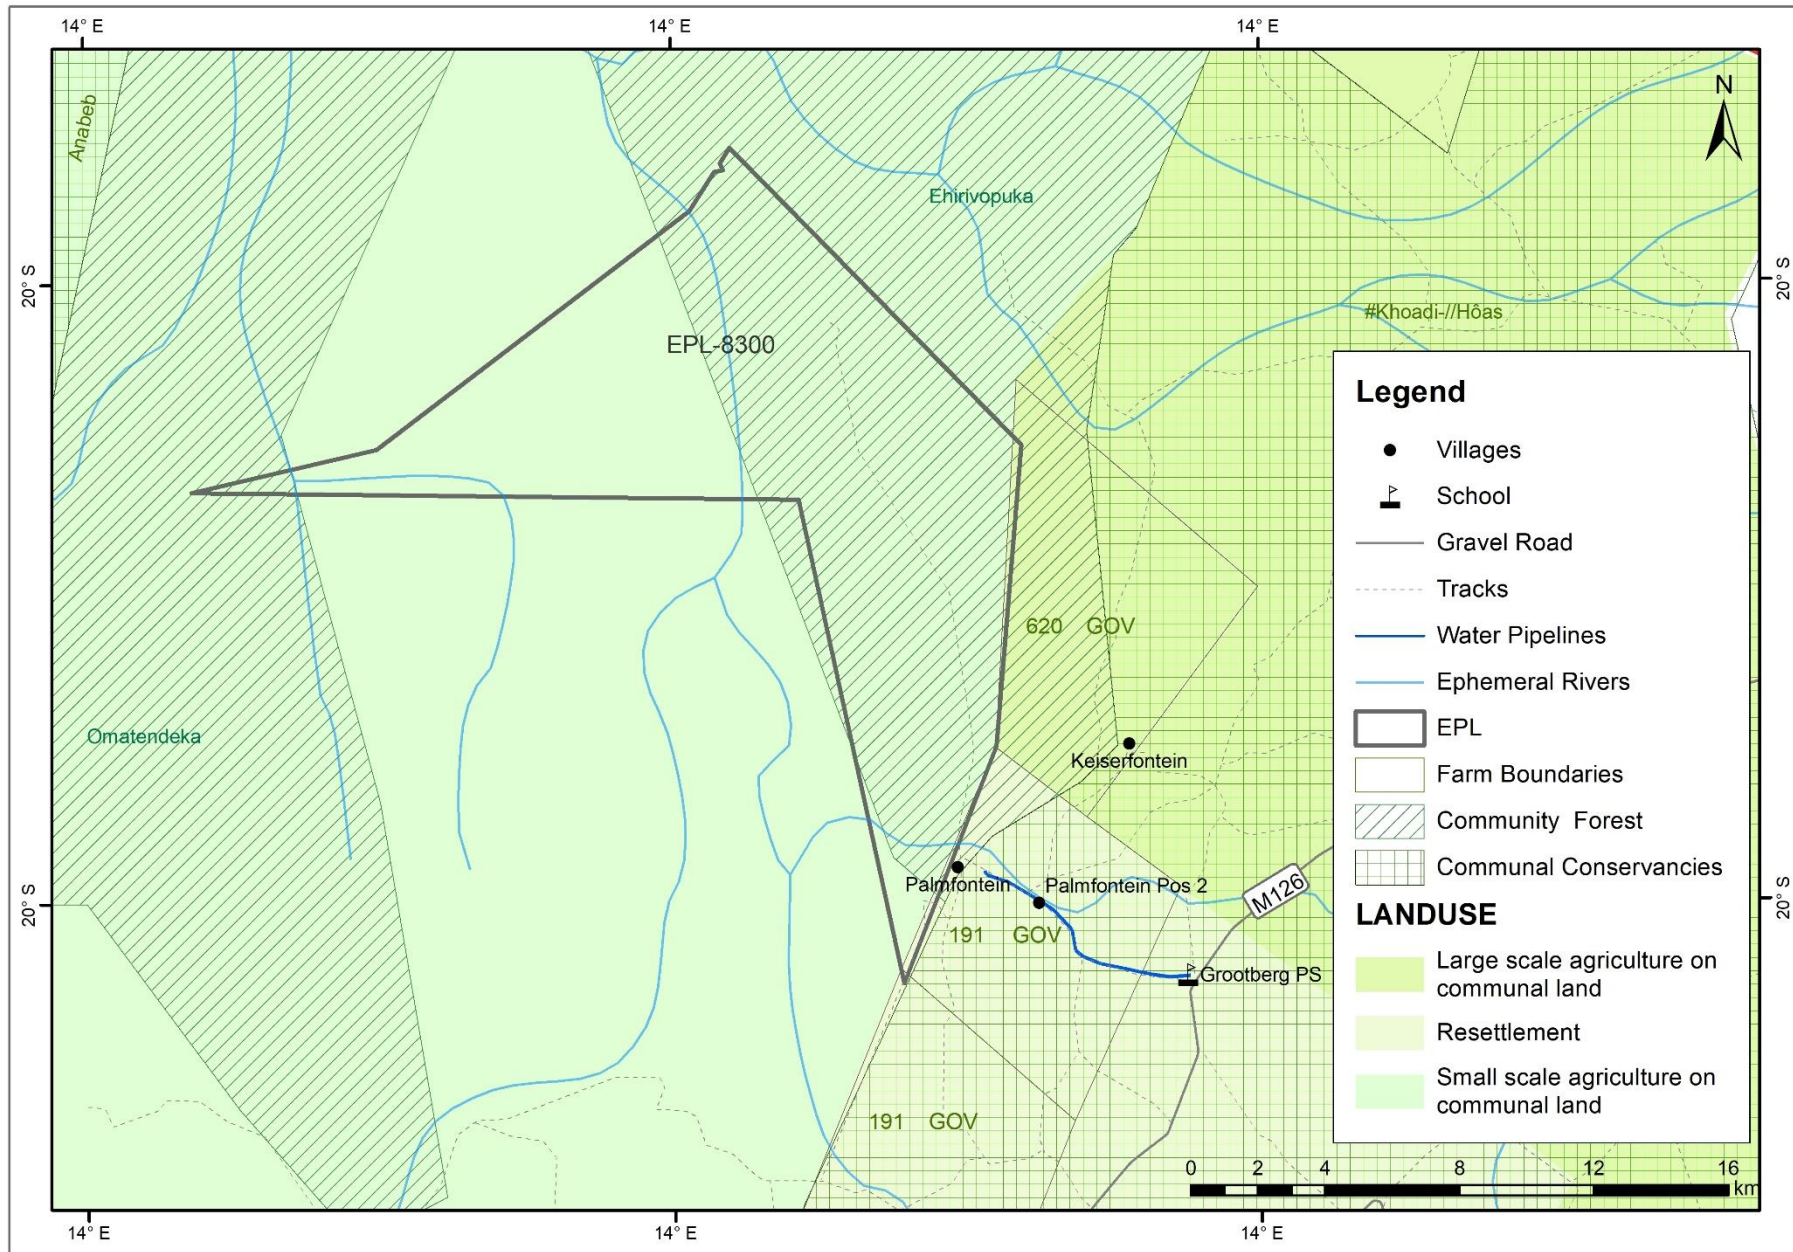 14° E
14° E
14° E
N
Anabeb
Ehirivopuka
20° S
20° S
#Khoadi-//Hôas
EPL-8300
Legend
Villages
School
Gravel Road
Tracks
Water Pipelines
Ephemeral Rivers
EPL
Farm Boundaries
Community Forest
Communal Conservancies
LANDUSE
Large scale agriculture on
communal land
Resettlement
Small scale agriculture on
communal land
620 GOV
Omatendeka
Keiserfontein
Palmfontein
Palmfontein Pos 2
M126
20° S
20° S
191 GOV
Grootberg PS
191 GOV
0 2 4 8 12 16
km
14° E
14° E
14° E